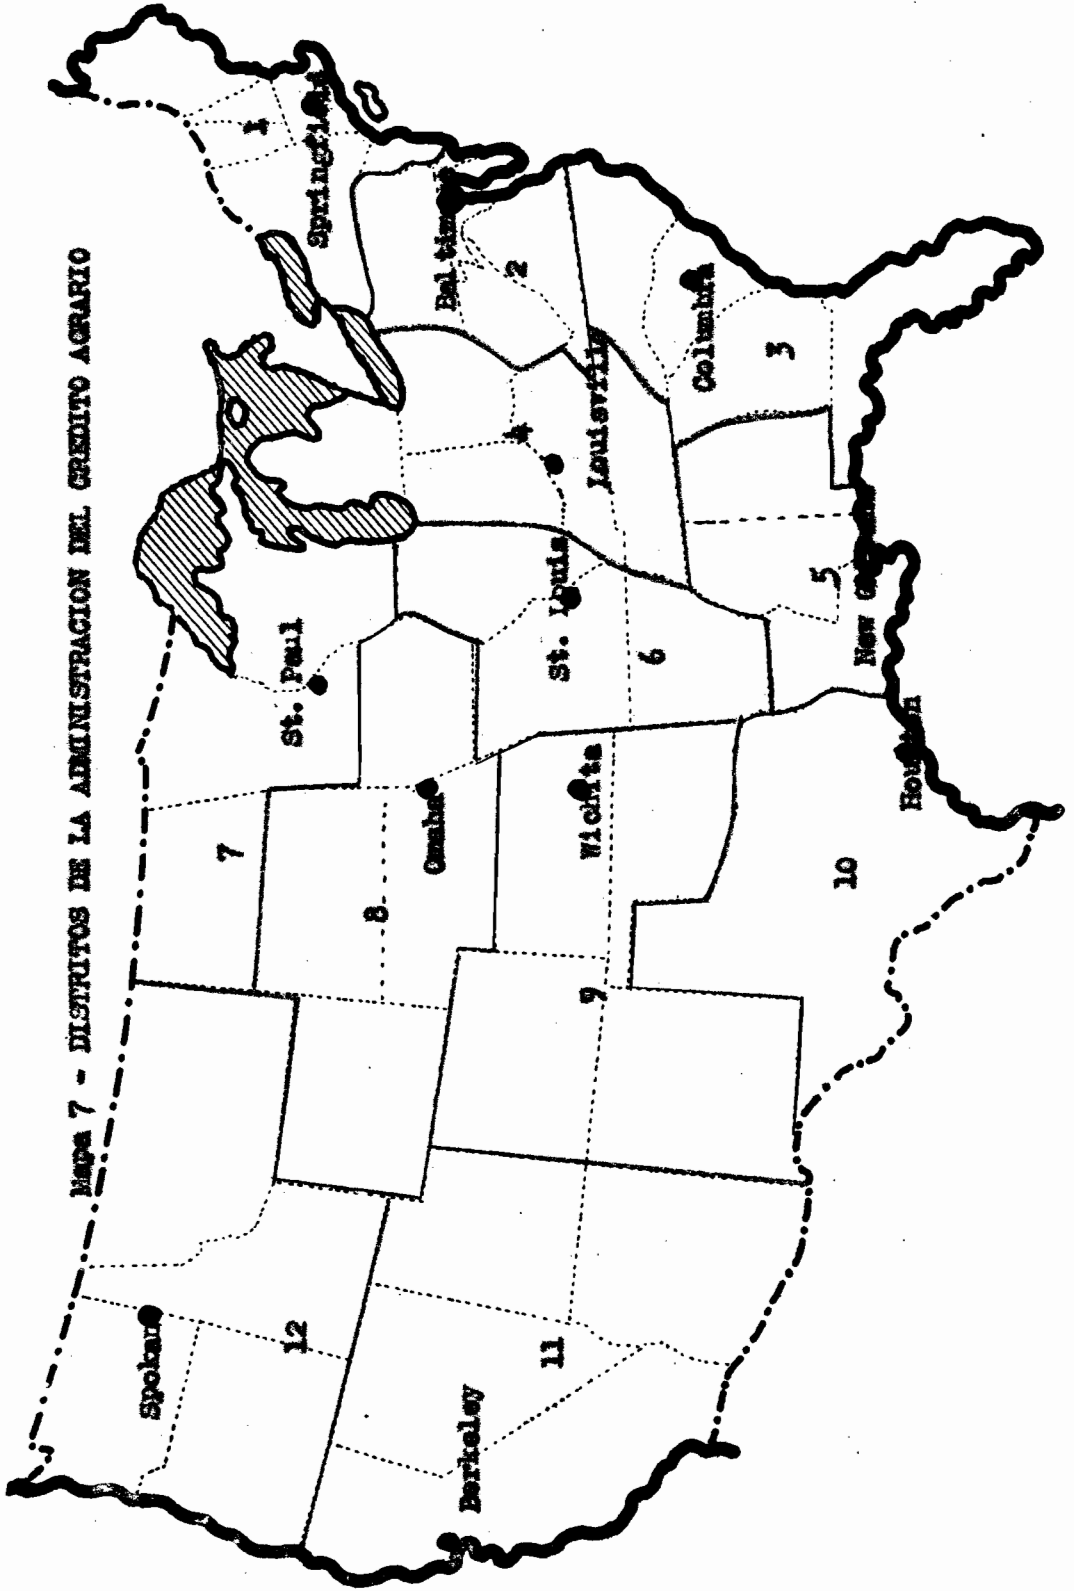 Mapa 7 - DISTRITOS DE LA ADMINISTRACION DEL CREDITO AGRARIO
Spokane
12
Berkeley
11
7
8
Omaha
St. Paul
Wichita
9
10
Houston
St. Louis
6
New Orleans
5
4
Louisville
3
Columbia
2
Baltimore
1
Springfield